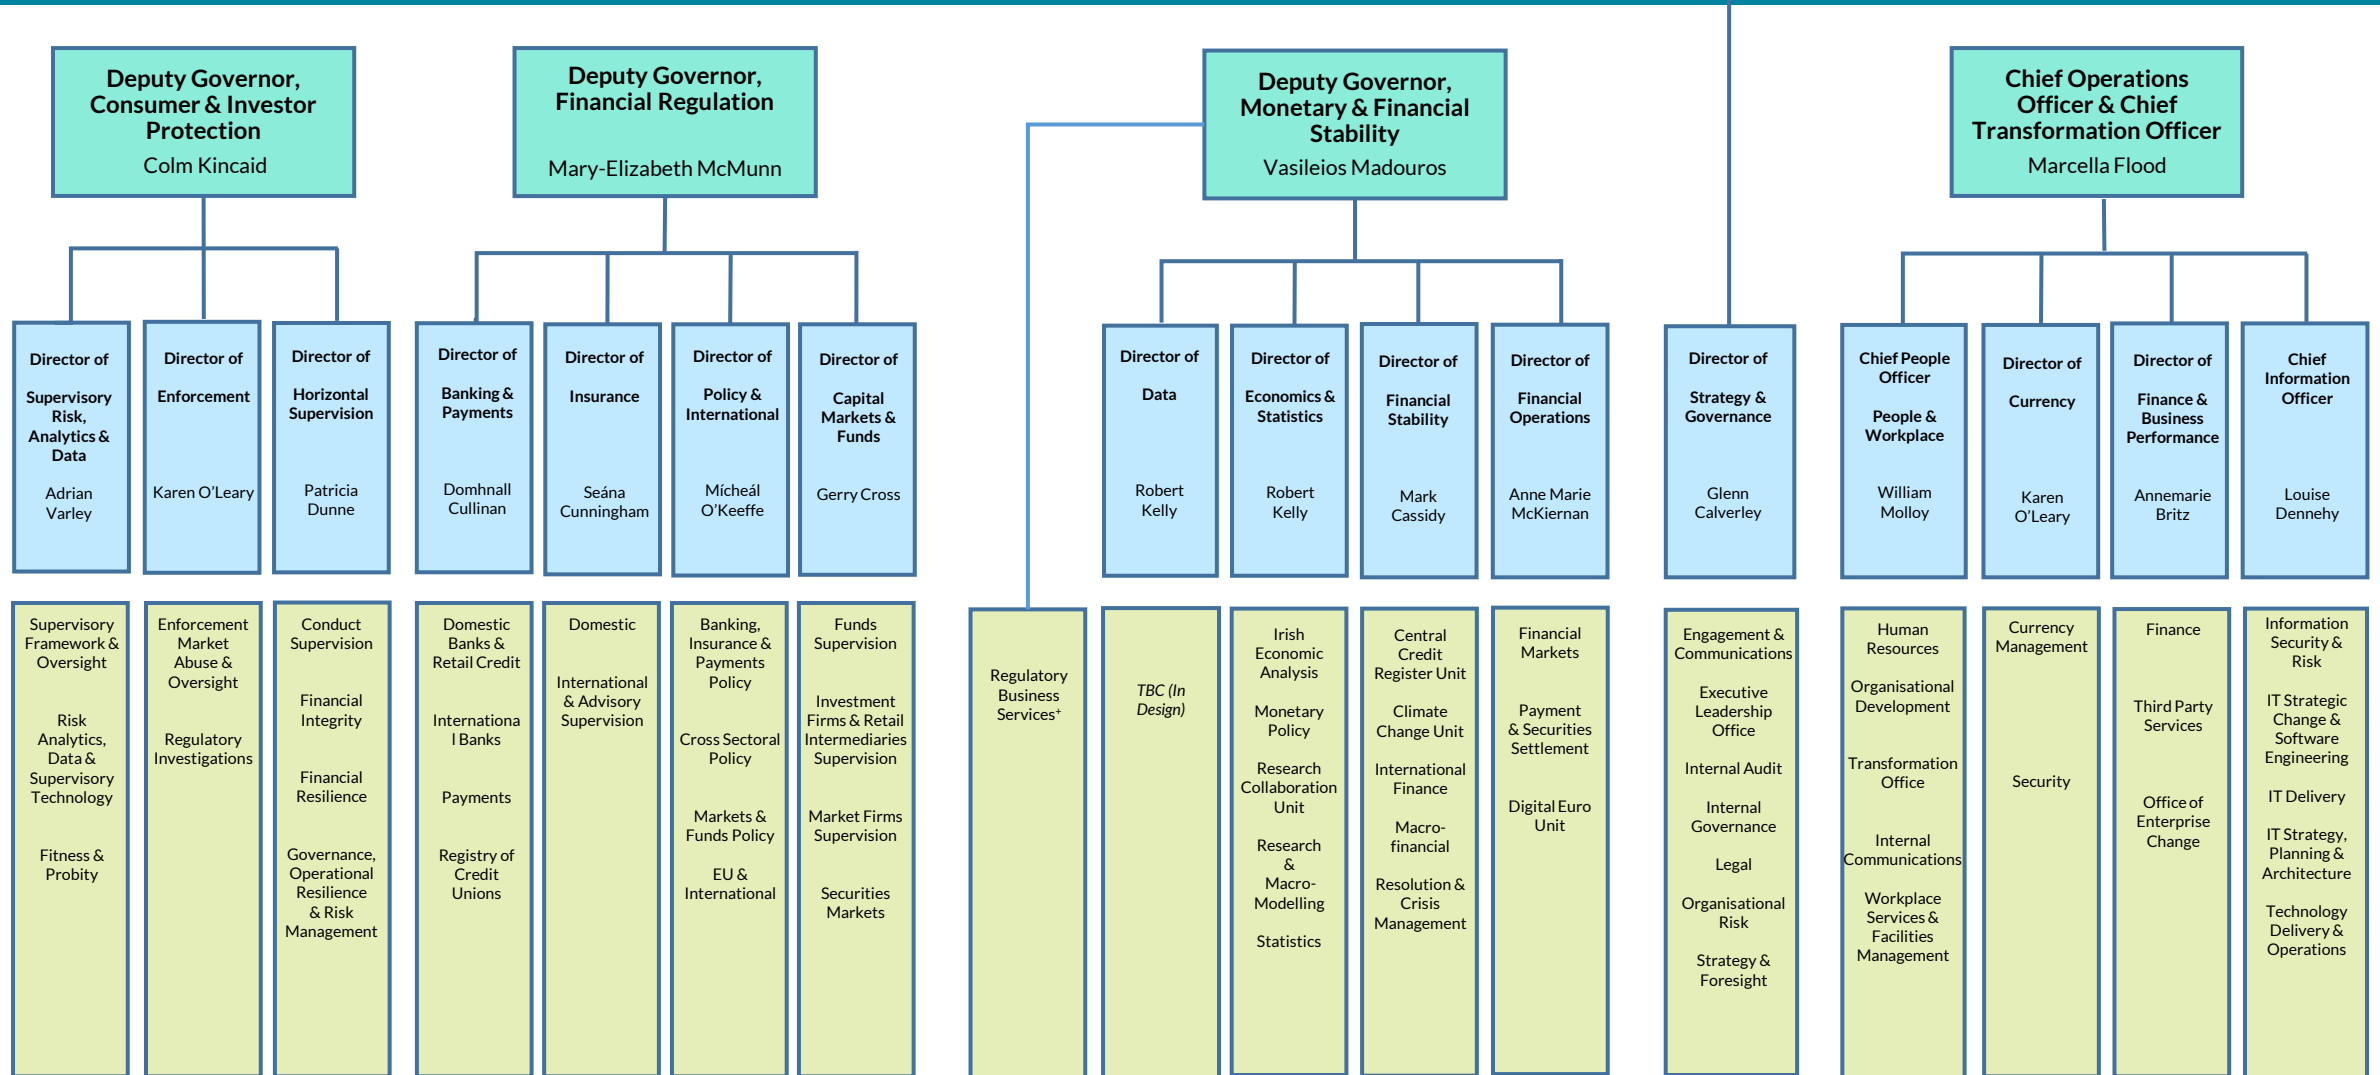 Deputy Governor,
Consumer & Investor
Protection
Colm Kincaid
Deputy Governor,
Financial Regulation
Mary-Elizabeth McMunn
Deputy Governor,
Monetary & Financial
Stability
Vasileios Madouros
Chief Operations
Officer & Chief
Transformation Officer
Marcella Flood
Director of
Supervisory
Risk,
Analytics &
Data
Adrian
Varley
Director of
Enforcement
Karen O’Leary
Director of
Horizontal
Supervision
Patricia
Dunne
Director of
Banking &
Payments
Domhnall
Cullinan
Director of
Insurance
Seána
Cunningham
Director of
Policy &
International
Mícheál
O’Keeffe
Director of
Capital
Markets &
Funds
Gerry Cross
Director of
Data
Robert
Kelly
Director of
Economics &
Statistics
Robert
Kelly
Director of
Financial
Stability
Mark
Cassidy
Director of
Financial
Operations
Anne Marie
McKiernan
Director of
Strategy &
Governance
Glenn
Calverley
Chief People
Officer
People &
Workplace
William
Molloy
Director of
Currency
Karen
O’Leary
Director of
Finance &
Business
Performance
Annemarie
Britz
Chief
Information
Officer
Louise
Dennehy
Supervisory
Framework &
Oversight
Risk
Analytics,
Data &
Supervisory
Technology
Fitness &
Probity
Enforcement
Market
Abuse &
Oversight
Regulatory
Investigations
Conduct
Supervision
Financial
Integrity
Financial
Resilience
Governance,
Operational
Resilience
& Risk
Management
Domestic
Banks &
Retail Credit
Internationa
l Banks
Payments
Registry of
Credit
Unions
Domestic
International
& Advisory
Supervision
Banking,
Insurance &
Payments
Policy
Cross Sectoral
Policy
Markets &
Funds Policy
EU &
International
Funds
Supervision
Investment
Firms & Retail
Intermediaries
Supervision
Market Firms
Supervision
Securities
Markets
Regulatory
Business
Services+
TBC (In
Design)
Irish
Economic
Analysis
Monetary
Policy
Research
Collaboration
Unit
Research
&
Macro-
Modelling
Statistics
Central
Credit
Register Unit
Climate
Change Unit
International
Finance
Macro-
financial
Resolution &
Crisis
Management
Financial
Markets
Payment
& Securities
Settlement
Digital Euro
Unit
Engagement &
Communications
Executive
Leadership
Office
Internal Audit
Internal
Governance
Legal
Organisational
Risk
Strategy &
Foresight
Human
Resources
Organisational
Development
Transformation
Office
Internal
Communications
Workplace
Services &
Facilities
Management
Currency
Management
Security
Finance
Third Party
Services
Office of
Enterprise
Change
Information
Security &
Risk
IT Strategic
Change &
Software
Engineering
IT Delivery
IT Strategy,
Planning &
Architecture
Technology
Delivery &
Operations